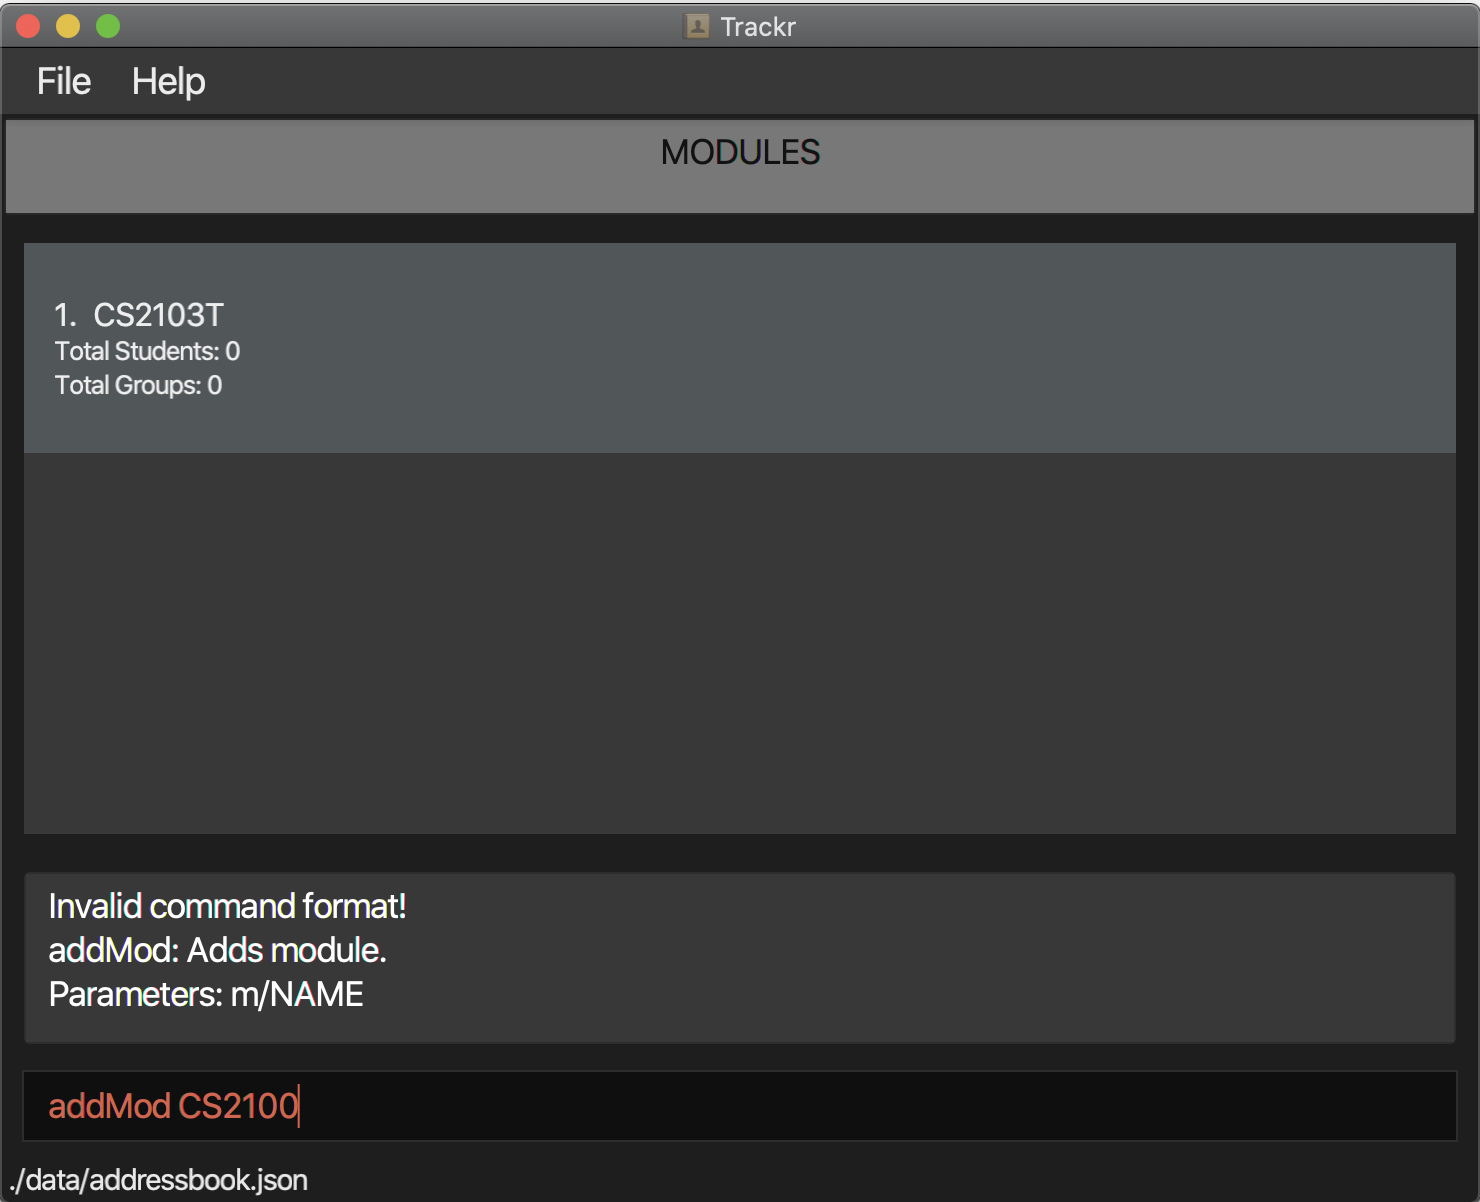 Trackr
File Help
MODULES
1. CS2103T
Total Students: 0
Total Groups: 0
Invalid command format!
addMod: Adds module.
Parameters: m/NAME
addMod CS2100
./data/addressbook.json